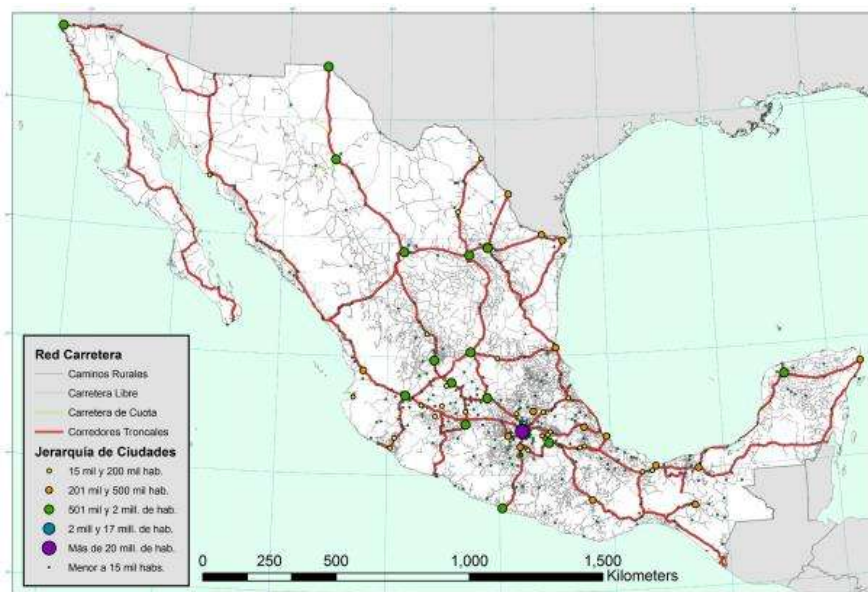 Red Carretera
Caminos Rurales
Carretera Libre
Carretera de Cuota
Corredores Troncales
Jerarquía de Ciudades
15 mil y 200 mil hab.
201 mil y 500 mil hab.
501 mil y 2 mill. de hab.
2 mill y 17 mill. de hab.
Más de 20 mill. de hab.
Menor a 15 mil habs.
0 250 500 1,000 1,500
Kilometers